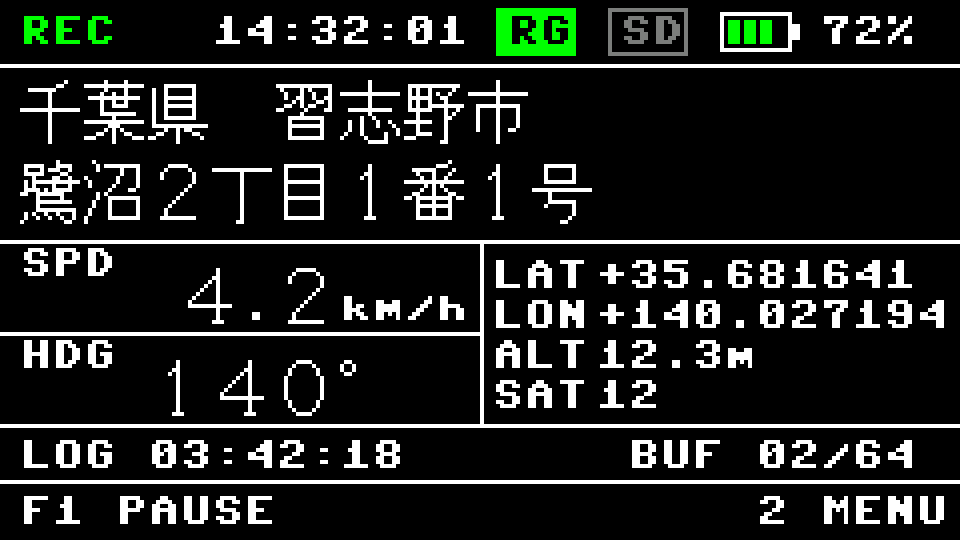 REC 14:32:01 RG SD 72%
千葉県　習志野市
鷺沼２丁目１番１号
SPD 4.2km/h
HDG 140°
LAT +35.681641
LON +140.027194
ALT 12.3m
SAT 12
LOG 03:42:18 BUF 02/64
F1 PAUSE 2 MENU